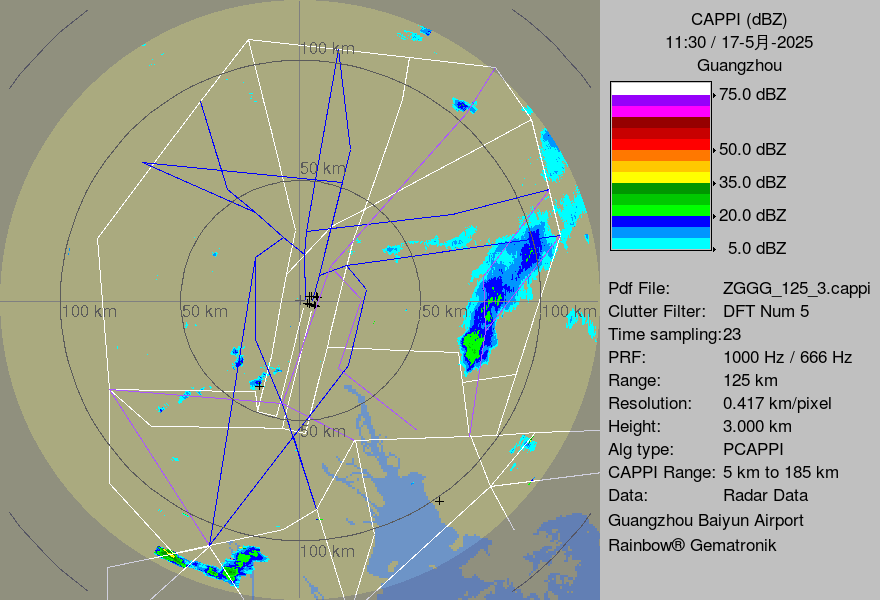 100 km
50 km
100 km
50 km
50 km
100 km
50 km
100 km
CAPPI (dBZ)
11:30 / 17-5月-2025
Guangzhou
75.0 dBZ
50.0 dBZ
35.0 dBZ
20.0 dBZ
5.0 dBZ
Pdf File: ZGGG_125_3.cappi
Clutter Filter: DFT Num 5
Time sampling:23
PRF: 1000 Hz / 666 Hz
Range: 125 km
Resolution: 0.417 km/pixel
Height: 3.000 km
Alg type: PCAPPI
CAPPI Range: 5 km to 185 km
Data: Radar Data
Guangzhou Baiyun Airport
Rainbow® Gematronik